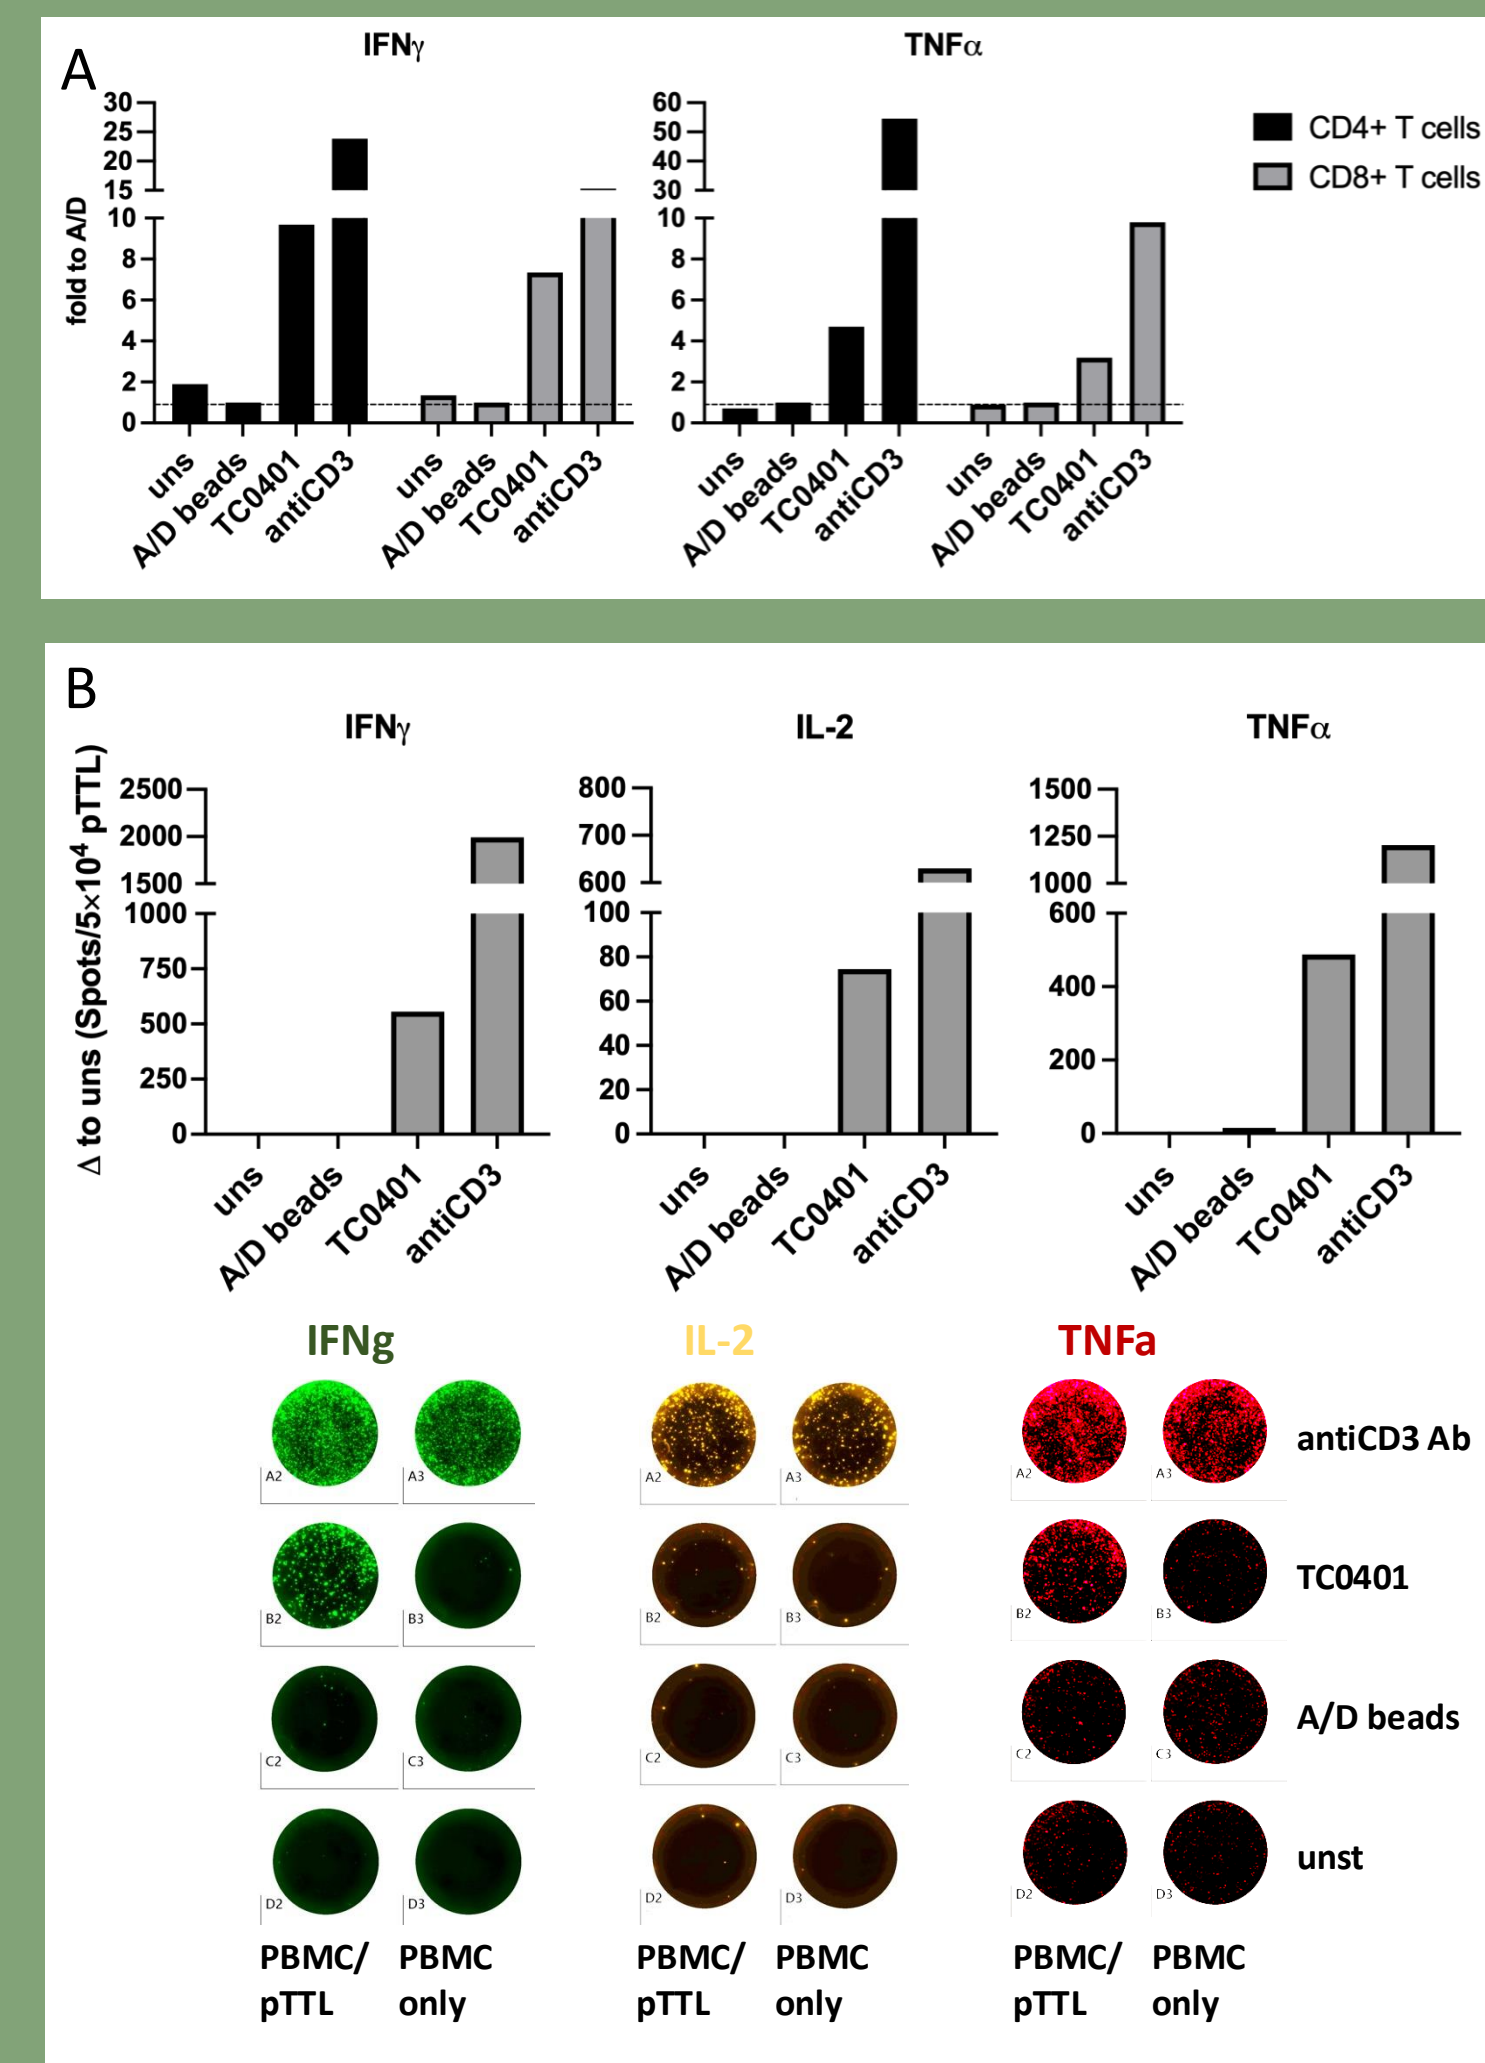 A
IFNγ
TNFα
30
25
20
15
10
8
6
4
2
0
fold to A/D
60
50
40
30
10
8
6
4
2
0
CD4+ T cells
CD8+ T cells
uns
A/D beads
TC0401
antiCD3
uns
A/D beads
TC0401
antiCD3
uns
A/D beads
TC0401
antiCD3
uns
A/D beads
TC0401
antiCD3
B
IFNγ
IL-2
TNFα
Δ to uns (Spots/5×10⁴ pTTL)
2500
2000
1500
1000
750
500
250
0
800
700
600
100
80
60
40
20
0
1500
1250
1000
600
400
200
0
uns
A/D beads
TC0401
antiCD3
uns
A/D beads
TC0401
antiCD3
uns
A/D beads
TC0401
antiCD3
IFNg
IL-2
TNFa
A2 A3 A2 A3 A2 A3
antiCD3 Ab
B2 B3 B2 B3 B2 B3
TC0401
C2 C3 C2 C3 C2 C3
A/D beads
D2 D3 D2 D3 D2 D3
unst
PBMC/ PBMC PBMC/ PBMC PBMC/ PBMC
pTTL only pTTL only pTTL only